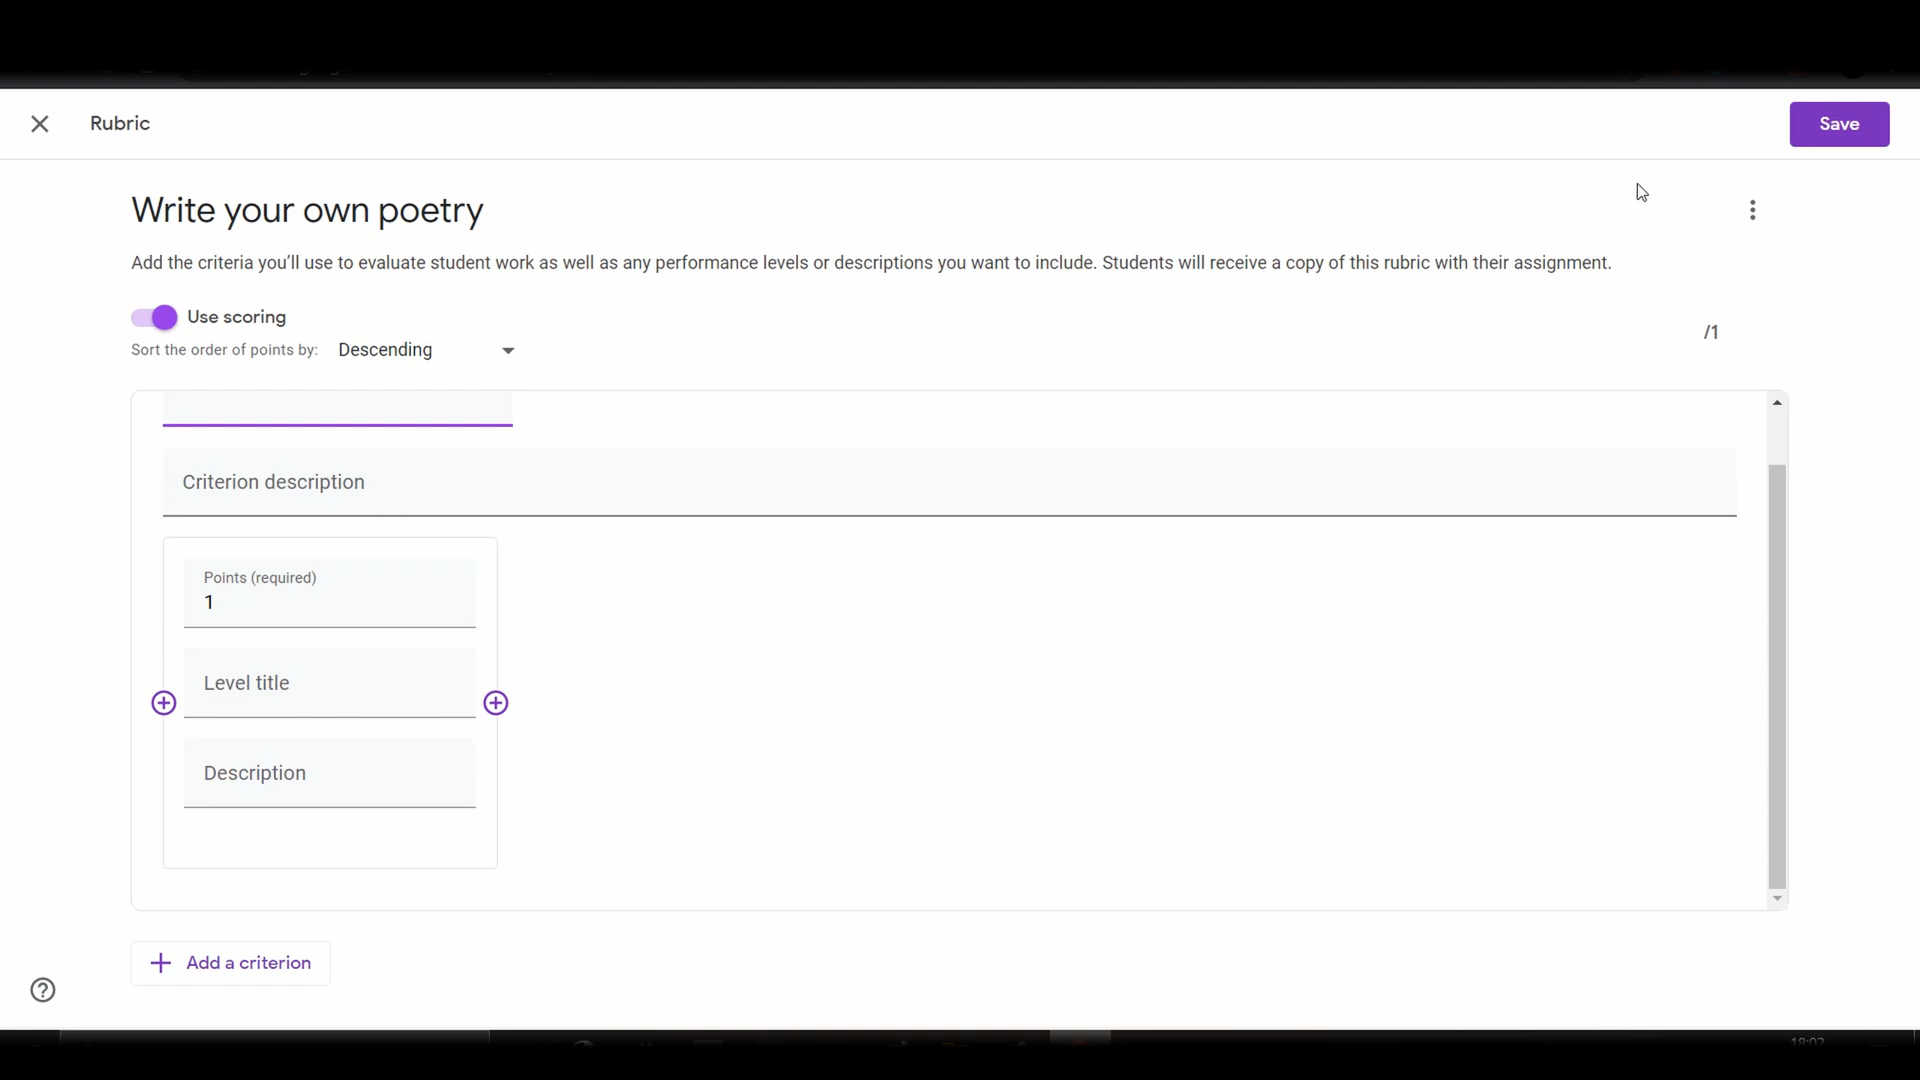 Rubric
Save
Write your own poetry
Add the criteria you’ll use to evaluate student work as well as any performance levels or descriptions you want to include. Students will receive a copy of this rubric with their assignment.
Use scoring
/1
Sort the order of points by: Descending
Criterion description
Points (required)
1
Level title
Description
Add a criterion
18:02